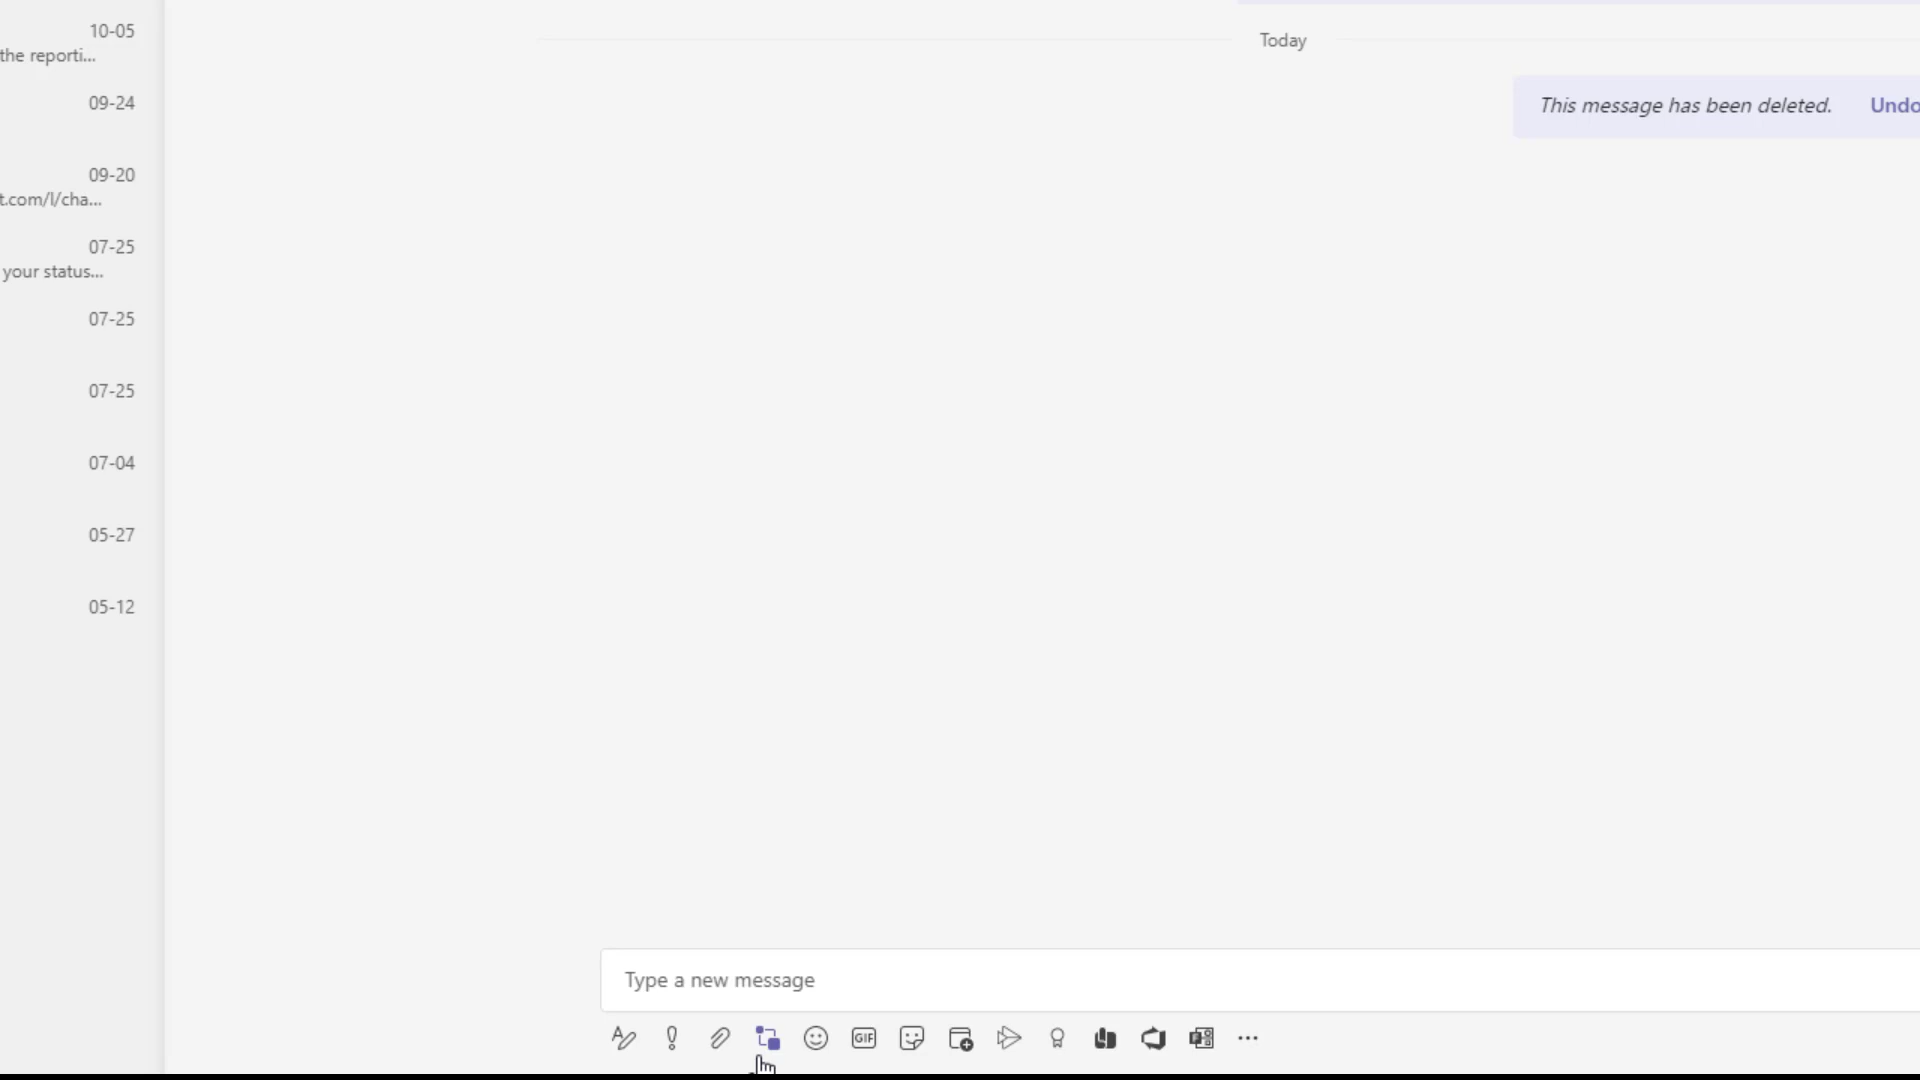 10-05
the reporti...
09-24
09-20
t.com/l/cha...
07-25
your status...
07-25
07-25
07-04
05-27
05-12
Today
This message has been deleted. Undo
Type a new message
GIF